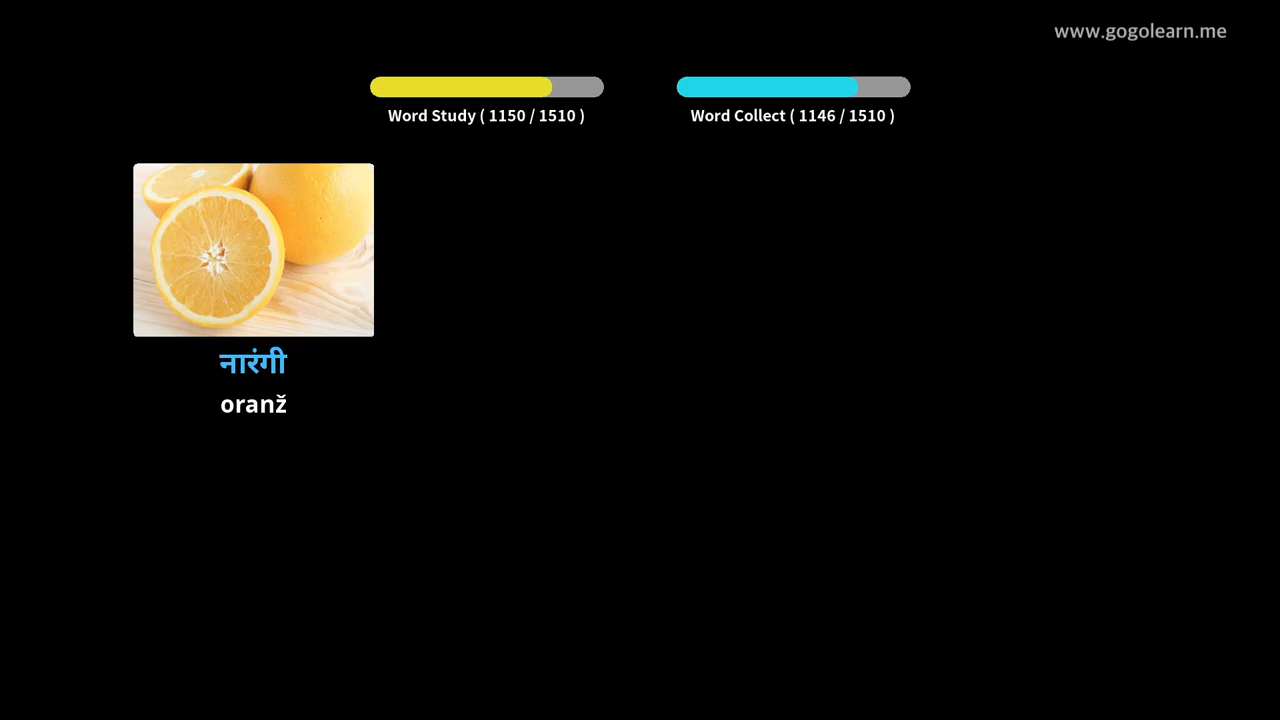 www.gogolearn.me
Word Study ( 1150 / 1510 )
Word Collect ( 1146 / 1510 )
नारंगी
oranž